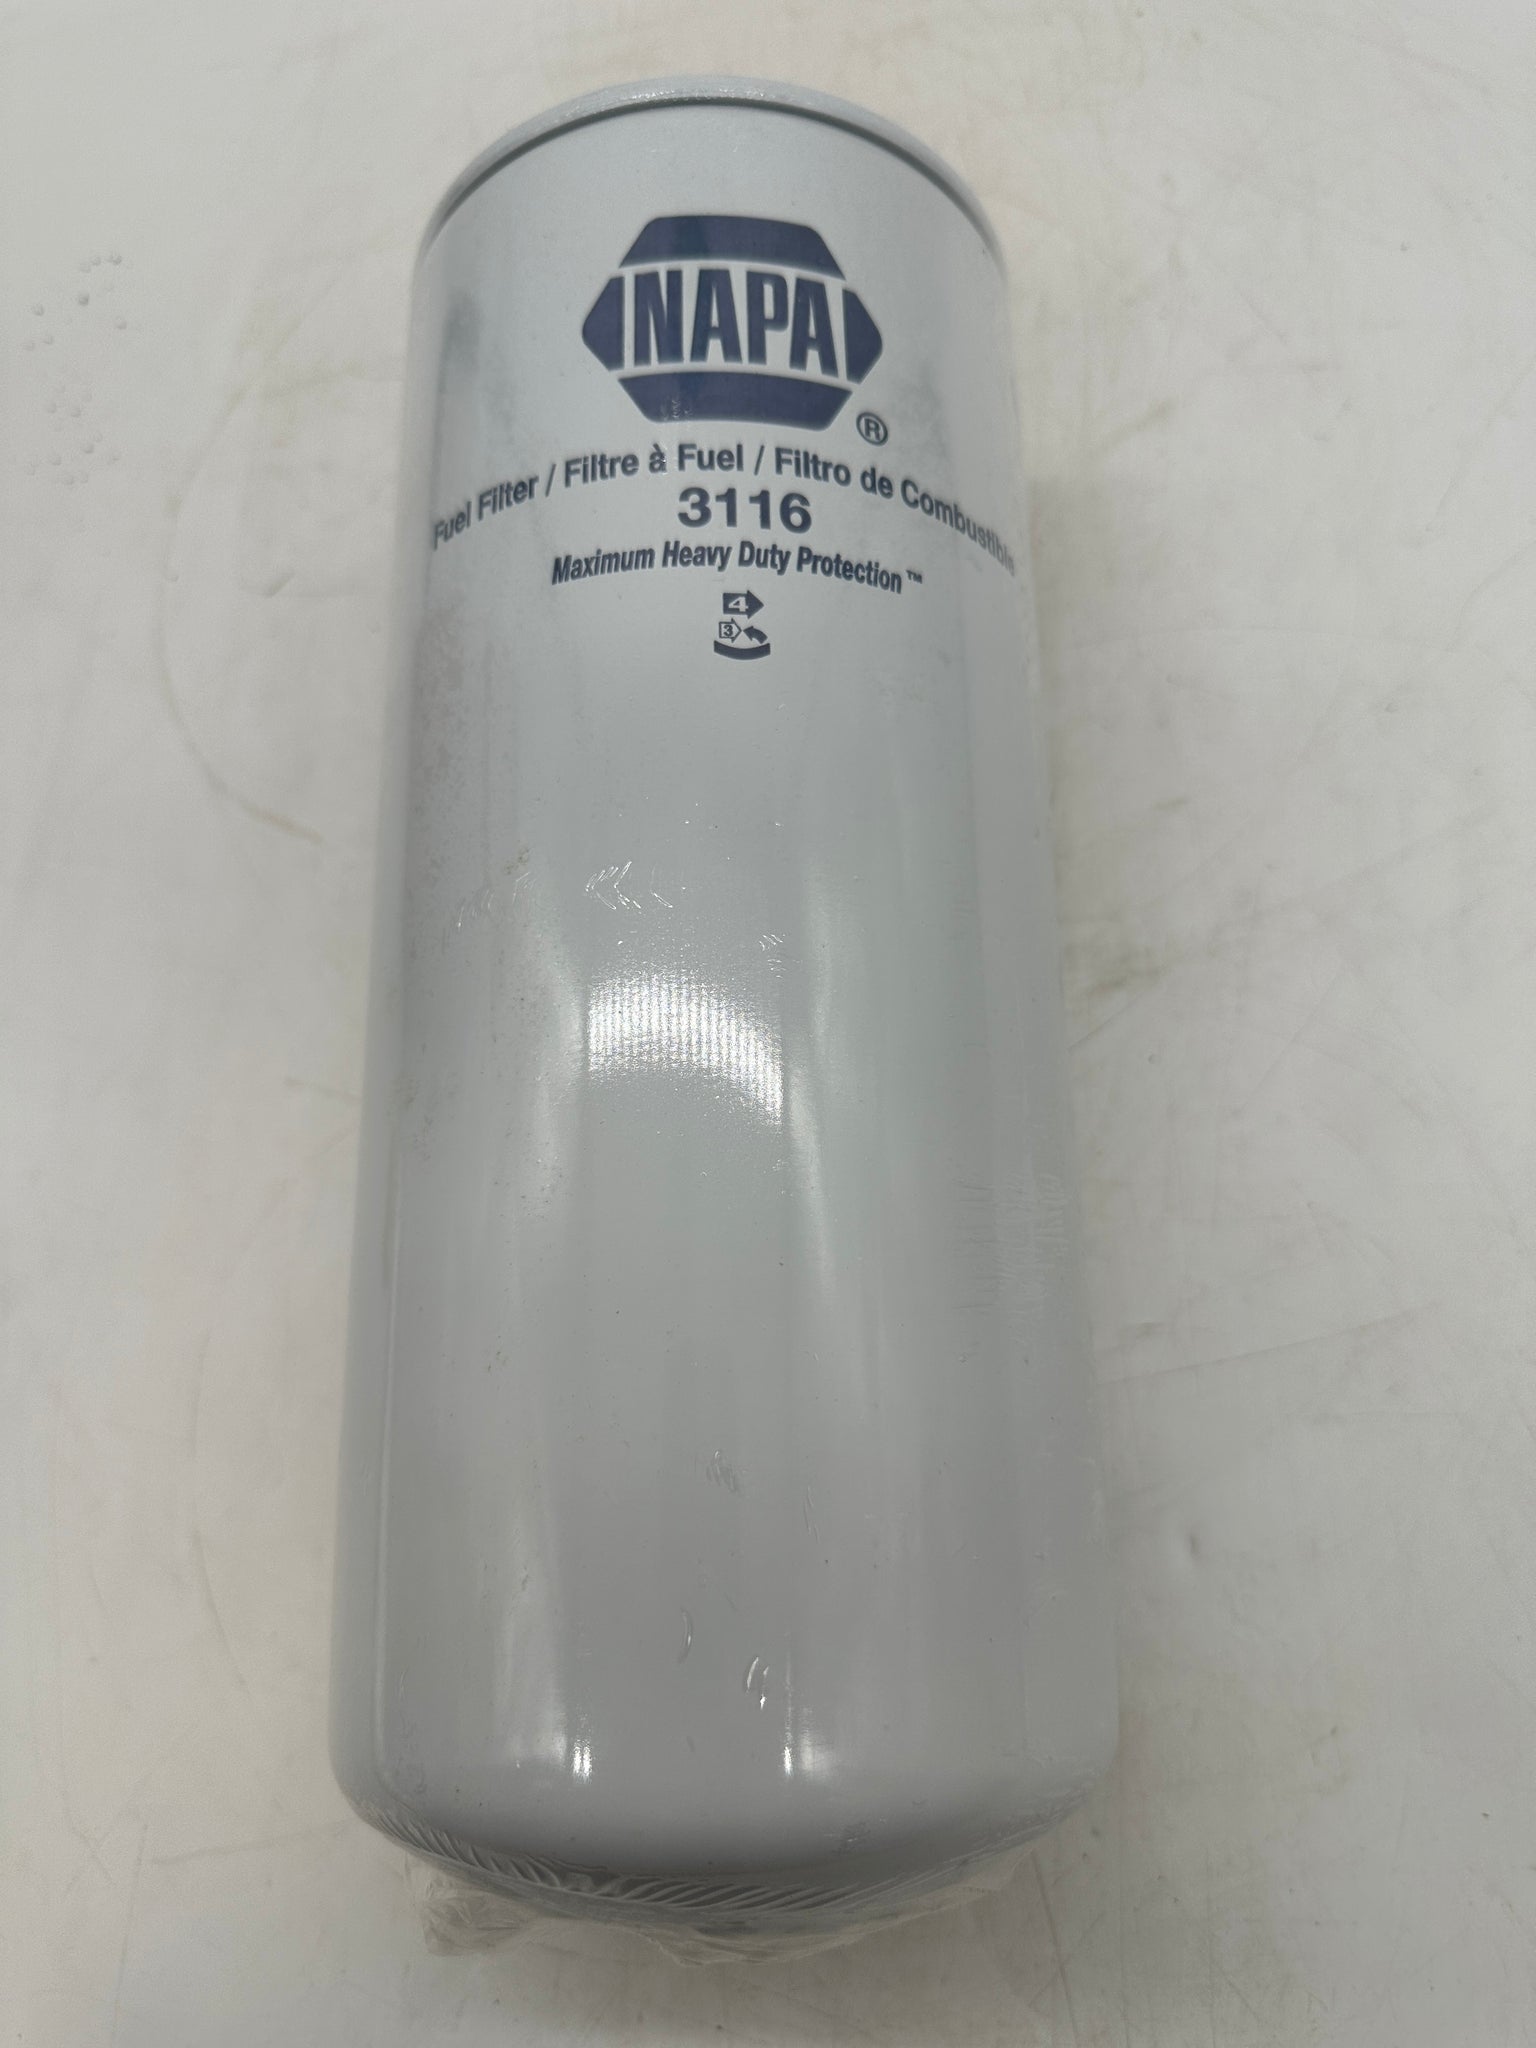 NAPA
®
Fuel Filter / Filtre à Fuel / Filtro de Combustible
3116
Maximum Heavy Duty Protection™
4
3